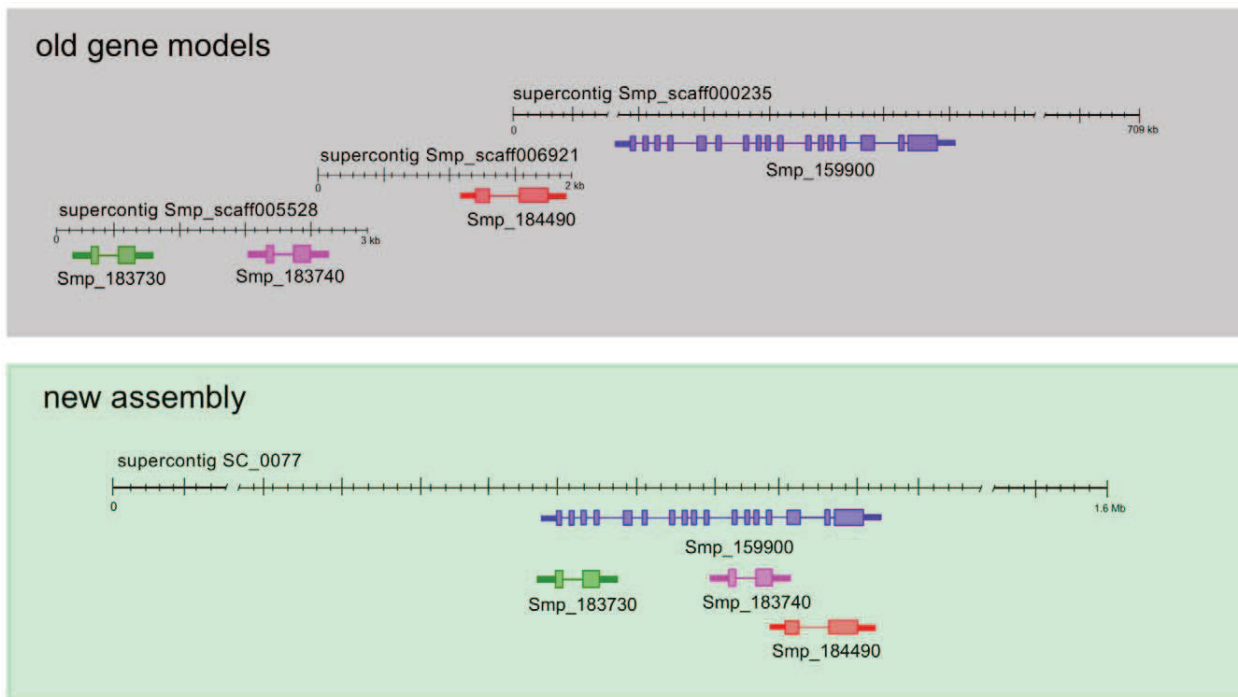 old gene models
supercontig Smp_scaff000235
0
709 kb
Smp_159900
supercontig Smp_scaff006921
0
2 kb
Smp_184490
supercontig Smp_scaff005528
0
3 kb
Smp_183730
Smp_183740
new assembly
supercontig SC_0077
0
1.6 Mb
Smp_159900
Smp_183730
Smp_183740
Smp_184490